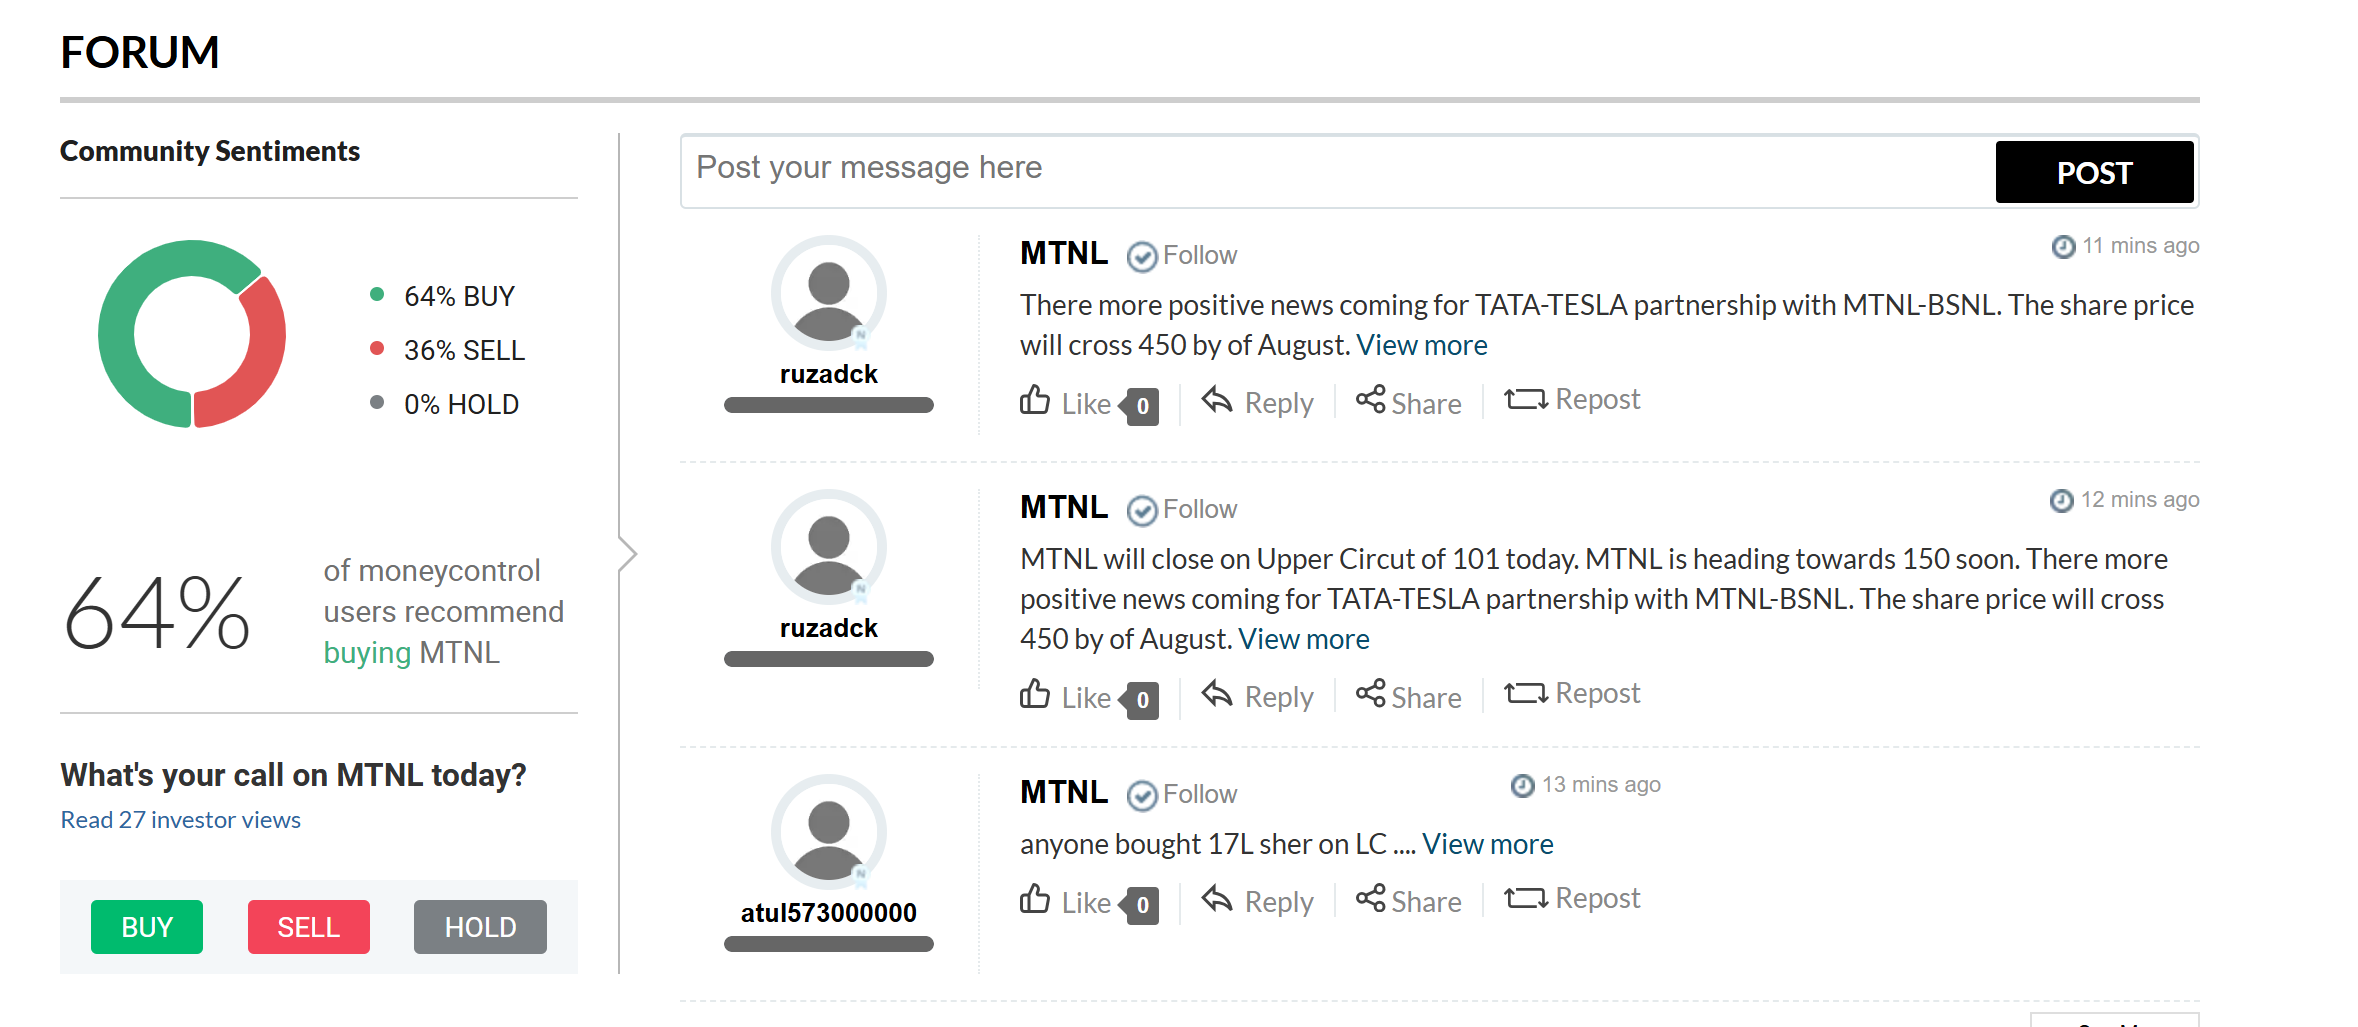 FORUM
Community Sentiments
64% BUY
36% SELL
0% HOLD
64%
of moneycontrol
users recommend
buying MTNL
What's your call on MTNL today?
Read 27 investor views
BUY SELL HOLD
Post your message here POST
MTNL Follow 11 mins ago
There more positive news coming for TATA-TESLA partnership with MTNL-BSNL. The share price
will cross 450 by of August. View more
ruzadck
Like 0 Reply Share Repost
MTNL Follow 12 mins ago
MTNL will close on Upper Circut of 101 today. MTNL is heading towards 150 soon. There more
positive news coming for TATA-TESLA partnership with MTNL-BSNL. The share price will cross
450 by of August. View more
ruzadck
Like 0 Reply Share Repost
MTNL Follow 13 mins ago
anyone bought 17L sher on LC .... View more
atul573000000
Like 0 Reply Share Repost